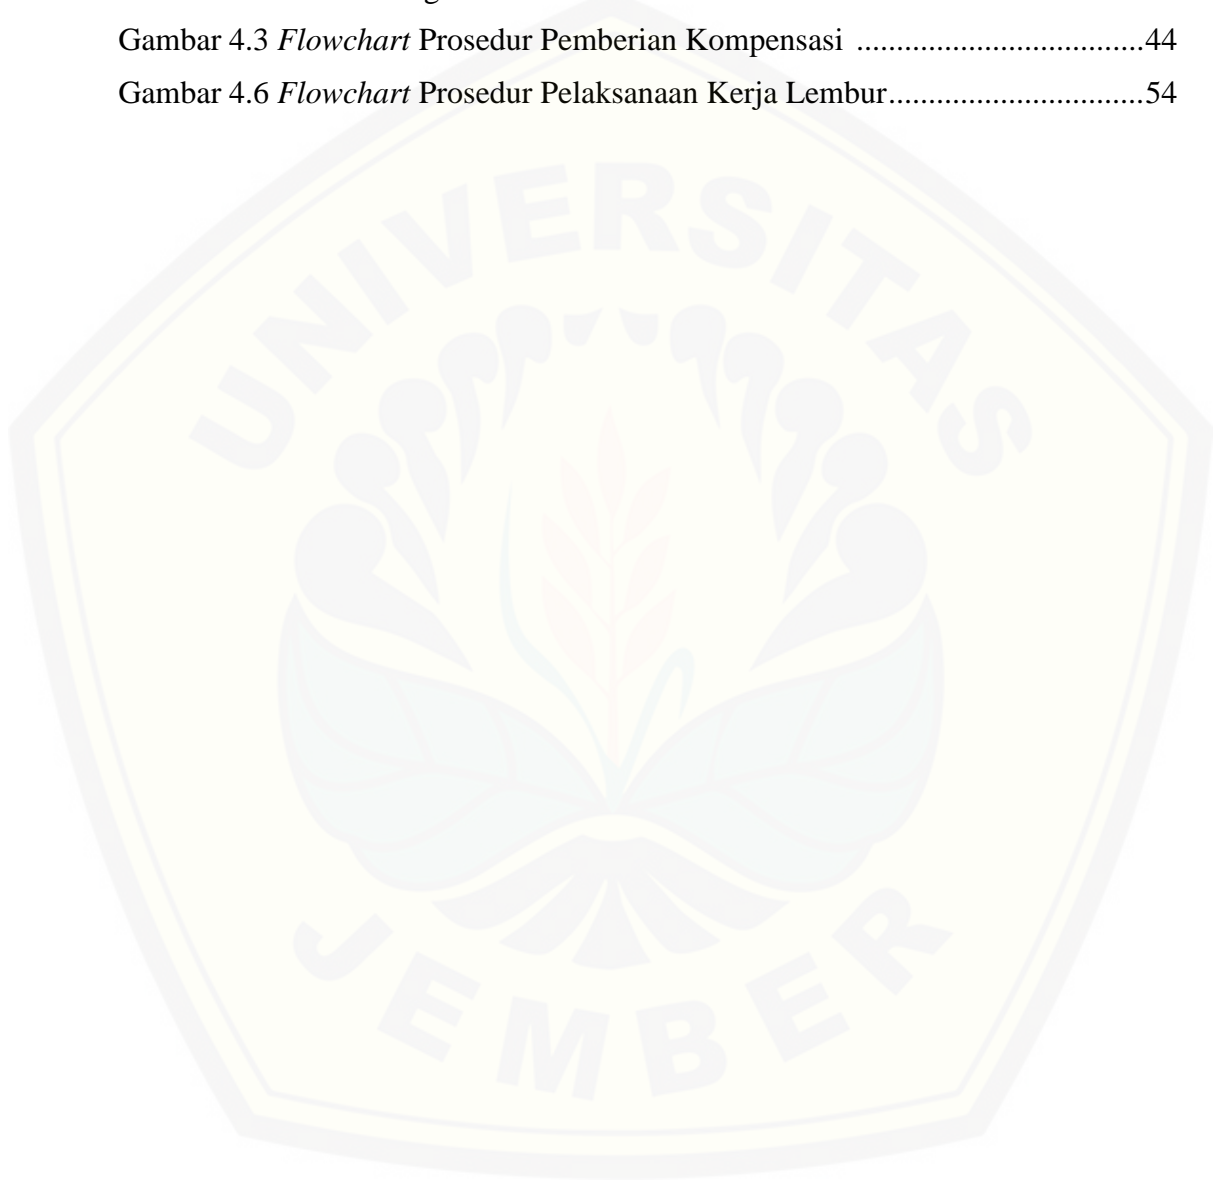 Gambar 4.3 Flowchart Prosedur Pemberian Kompensasi ....................................44
Gambar 4.6 Flowchart Prosedur Pelaksanaan Kerja Lembur................................54
UNIVERSITAS
JEMBER